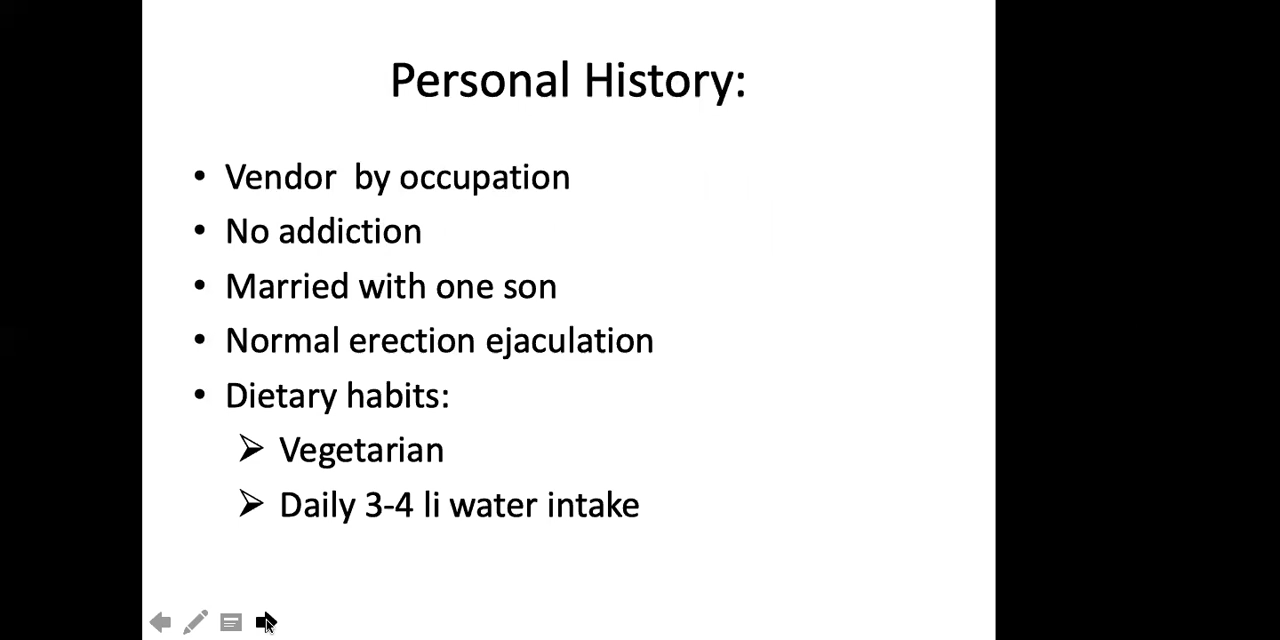 Personal History:
• Vendor  by occupation
• No addiction
• Married with one son
• Normal erection ejaculation
• Dietary habits:
➢ Vegetarian
➢ Daily 3-4 li water intake